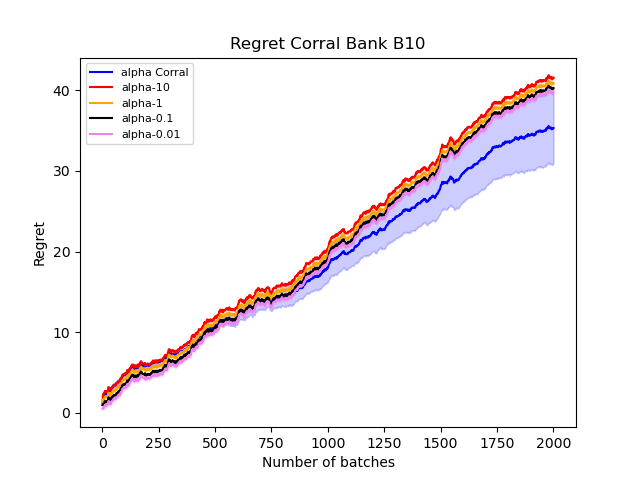 Regret Corral Bank B10
alpha Corral
alpha-10
alpha-1
alpha-0.1
alpha-0.01
Regret
40
30
20
10
0
0 250 500 750 1000 1250 1500 1750 2000
Number of batches